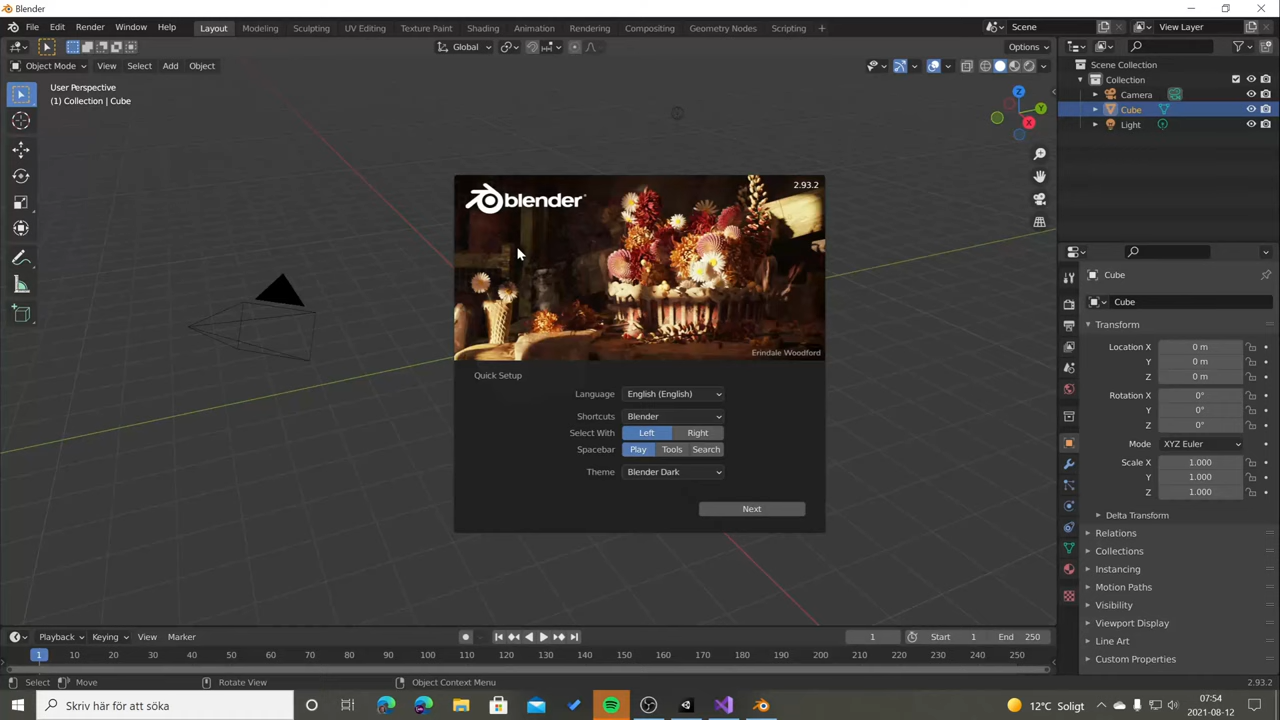 Blender
File Edit Render Window Help Layout Modeling Sculpting UV Editing Texture Paint Shading Animation Rendering Compositing Geometry Nodes Scripting Scene View Layer
Global Options
Object Mode View Select Add Object
User Perspective
(1) Collection | Cube
Z
Y
X
Scene Collection
Collection
Camera
Cube
Light
blender
2.93.2
Erindale Woodford
Quick Setup
Language English (English)
Shortcuts Blender
Select With Left Right
Spacebar Play Tools Search
Theme Blender Dark
Next
Cube
Cube
Transform
Location X 0 m
Y 0 m
Z 0 m
Rotation X 0°
Y 0°
Z 0°
Mode XYZ Euler
Scale X 1.000
Y 1.000
Z 1.000
Delta Transform
Relations
Collections
Instancing
Motion Paths
Visibility
Viewport Display
Line Art
Custom Properties
Playback Keying View Marker 1 Start 1 End 250
1 10 20 30 40 50 60 70 80 90 100 110 120 130 140 150 160 170 180 190 200 210 220 230 240 250
Select Move Rotate View Object Context Menu 2.93.2
Skriv här för att söka 12°C Soligt 07:54
2021-08-12